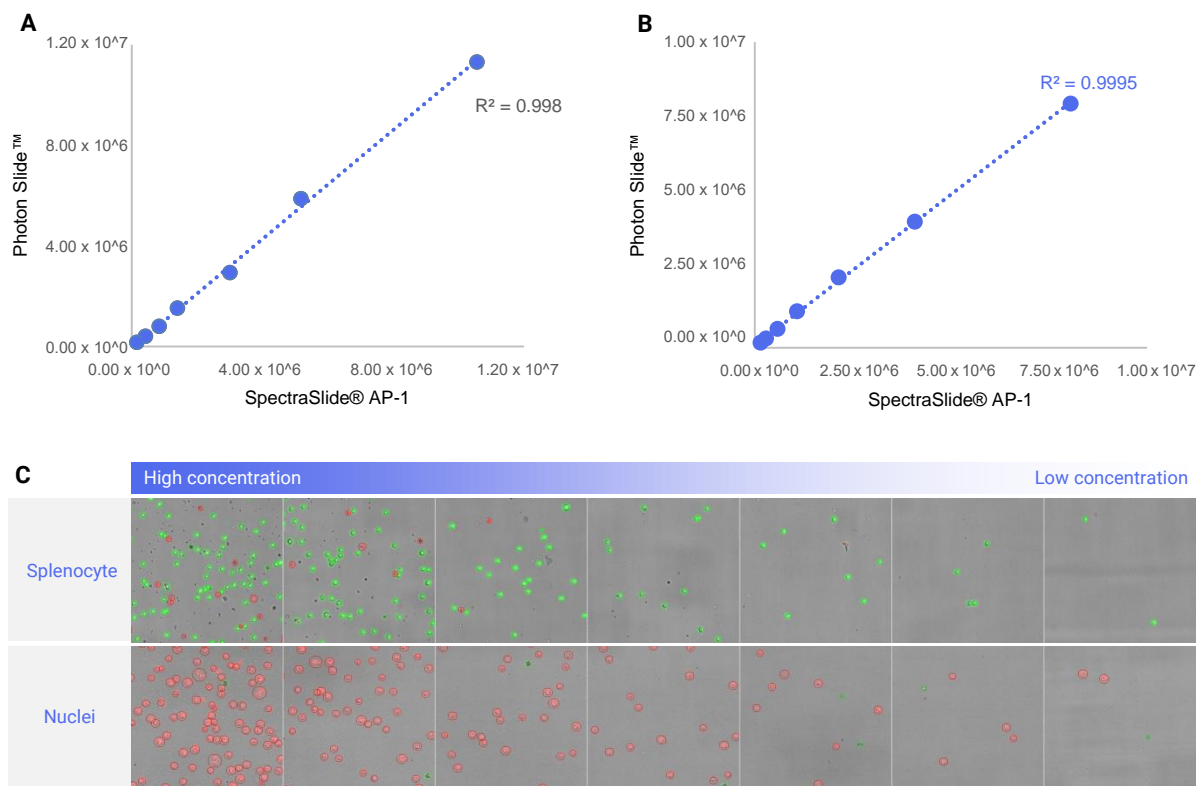 A
1.20 x 10^7
8.00 x 10^6
4.00 x 10^6
0.00 x 10^0
Photon Slide™
R² = 0.998
0.00 x 10^0 4.00 x 10^6 8.00 x 10^6 1.20 x 10^7
SpectraSlide® AP-1
B
1.00 x 10^7
7.50 x 10^6
5.00 x 10^6
2.50 x 10^6
0.00 x 10^0
Photon Slide™
R² = 0.9995
0.00 x 10^0 2.50 x 10^6 5.00 x 10^6 7.50 x 10^6 1.00 x 10^7
SpectraSlide® AP-1
C
High concentration Low concentration
Splenocyte
Nuclei